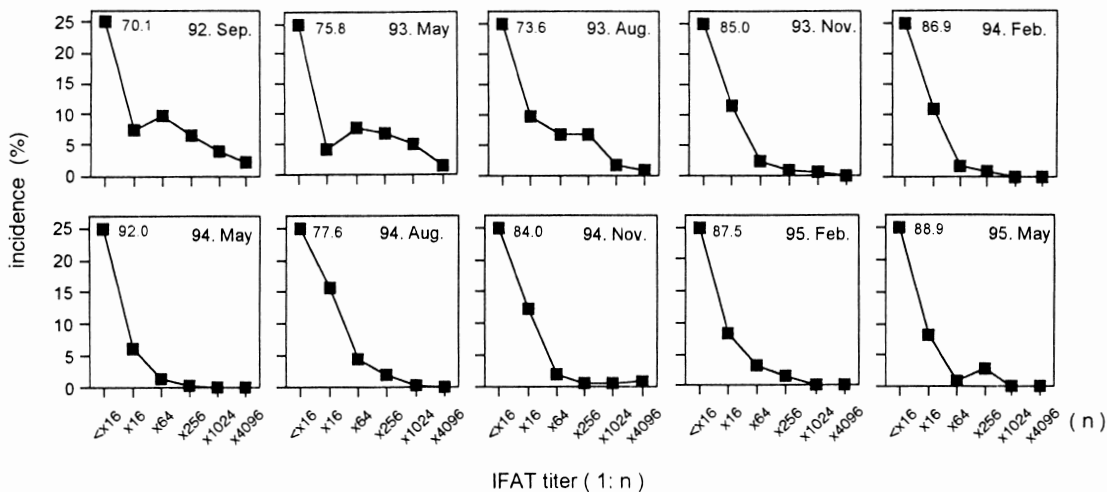 25
20
15
10
5
0
70.1 92. Sep.
75.8 93. May
73.6 93. Aug.
85.0 93. Nov.
86.9 94. Feb.
incidence (%)
25
20
15
10
5
0
92.0 94. May
77.6 94. Aug.
84.0 94. Nov.
87.5 95. Feb.
88.9 95. May
<x16 x16 x64 x256 x1024 x4096
<x16 x16 x64 x256 x1024 x4096
<x16 x16 x64 x256 x1024 x4096
<x16 x16 x64 x256 x1024 x4096
<x16 x16 x64 x256 x1024 x4096
( n )
IFAT titer ( 1: n )